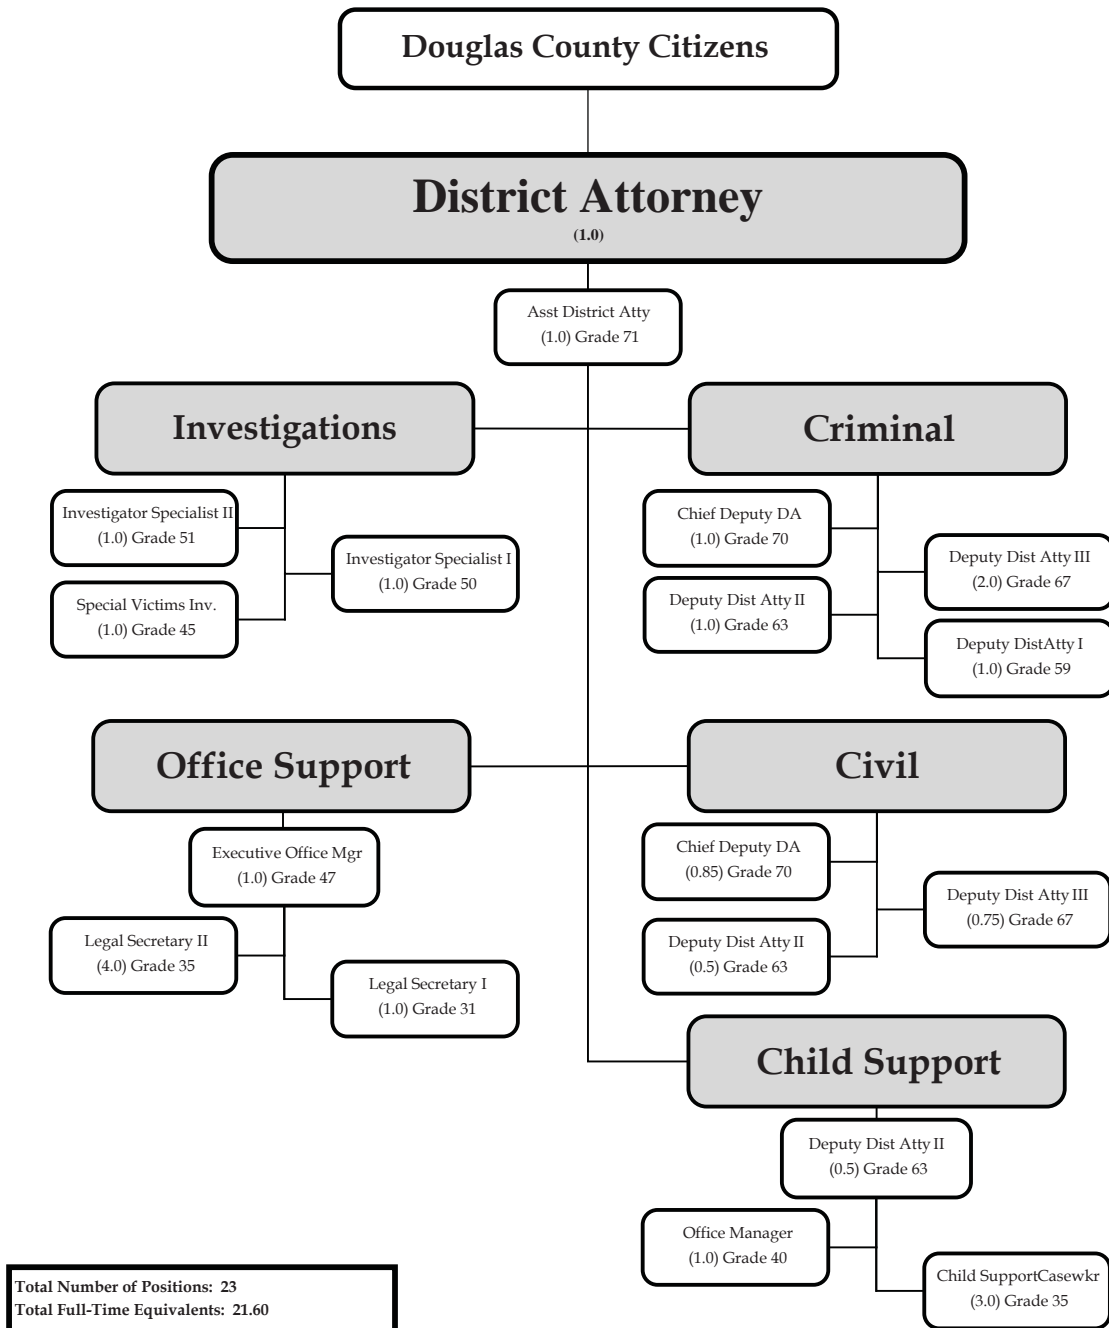 Douglas County Citizens
District Attorney
(1.0)
Asst District Atty
(1.0) Grade 71
Investigations
Investigator Specialist II
(1.0) Grade 51
Investigator Specialist I
(1.0) Grade 50
Special Victims Inv.
(1.0) Grade 45
Criminal
Chief Deputy DA
(1.0) Grade 70
Deputy Dist Atty III
(2.0) Grade 67
Deputy Dist Atty II
(1.0) Grade 63
Deputy DistAtty I
(1.0) Grade 59
Office Support
Executive Office Mgr
(1.0) Grade 47
Legal Secretary II
(4.0) Grade 35
Legal Secretary I
(1.0) Grade 31
Civil
Chief Deputy DA
(0.85) Grade 70
Deputy Dist Atty III
(0.75) Grade 67
Deputy Dist Atty II
(0.5) Grade 63
Child Support
Deputy Dist Atty II
(0.5) Grade 63
Office Manager
(1.0) Grade 40
Child SupportCasewkr
(3.0) Grade 35
Total Number of Positions: 23
Total Full-Time Equivalents: 21.60